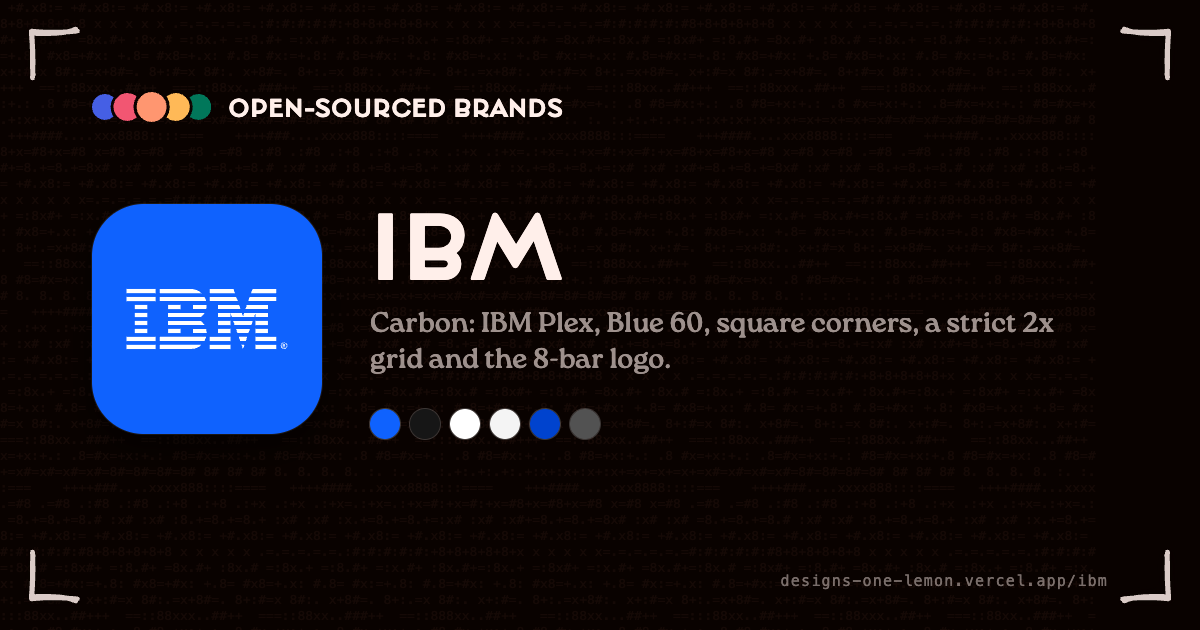 OPEN-SOURCED BRANDS
IBM
IBM®
Carbon: IBM Plex, Blue 60, square corners, a strict 2x
grid and the 8-bar logo.
designs-one-lemon.vercel.app/ibm